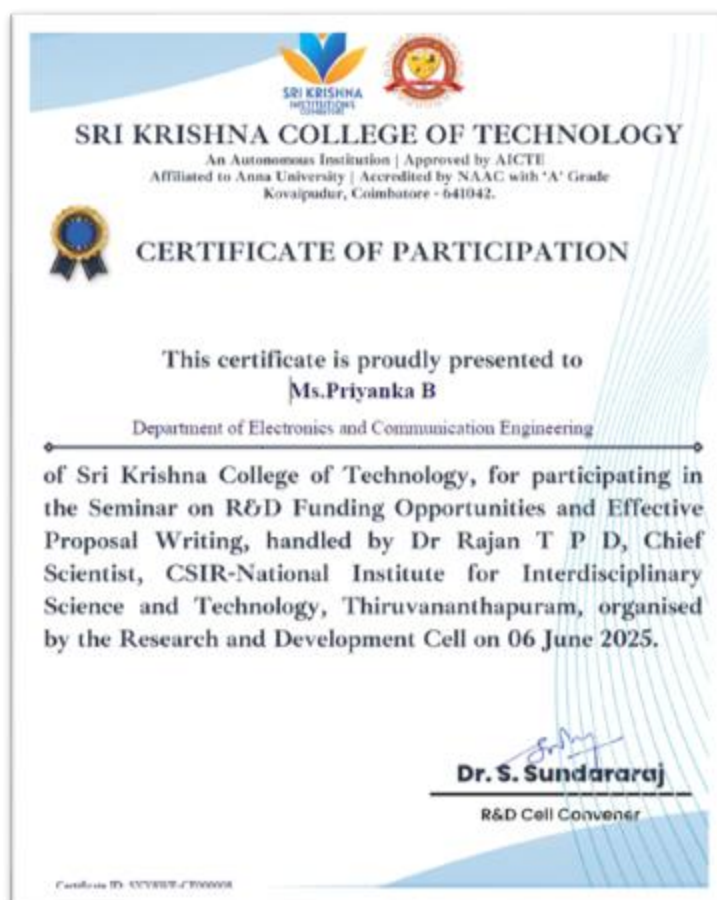 SRI KRISHNA
INSTITUTIONS
COIMBATORE
SRI KRISHNA COLLEGE OF TECHNOLOGY
An Autonomous Institution | Approved by AICTE
Affiliated to Anna University | Accredited by NAAC with 'A' Grade
Kovaipudur, Coimbatore - 641042.
CERTIFICATE OF PARTICIPATION
This certificate is proudly presented to
Ms.Priyanka B
Department of Electronics and Communication Engineering
of Sri Krishna College of Technology, for participating in
the Seminar on R&D Funding Opportunities and Effective
Proposal Writing, handled by Dr Rajan T P D, Chief
Scientist, CSIR-National Institute for Interdisciplinary
Science and Technology, Thiruvananthapuram, organised
by the Research and Development Cell on 06 June 2025.
Dr. S. Sundararaj
R&D Cell Convener
Certificate ID: